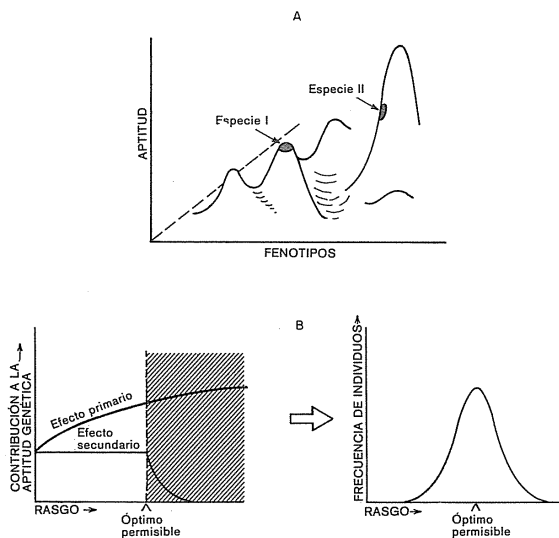 A
Especie II
Especie I
APTITUD
FENOTIPOS
B
CONTRIBUCIÓN A LA
APTITUD GENÉTICA
Efecto primario
Efecto
secundario
RASGO
Óptimo
permisible
FRECUENCIA DE INDIVIDUOS
RASGO
Óptimo
permisible